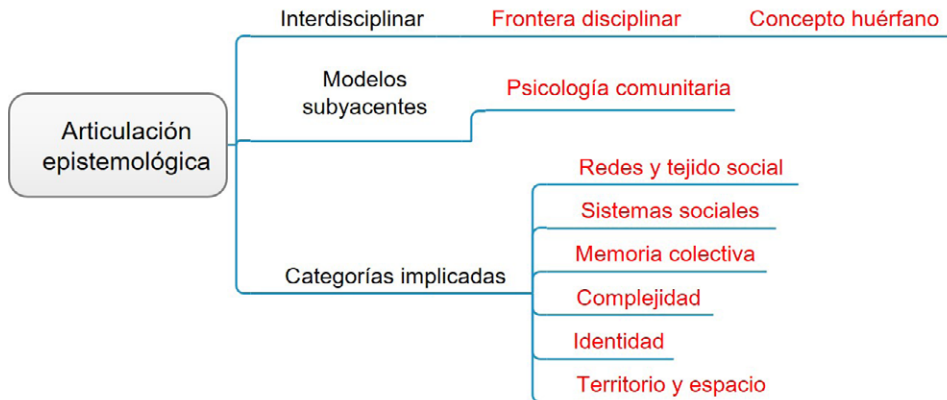 Interdisciplinar
Frontera disciplinar
Concepto huérfano
Modelos
subyacentes
Psicología comunitaria
Articulación
epistemológica
Redes y tejido social
Sistemas sociales
Memoria colectiva
Categorías implicadas
Complejidad
Identidad
Territorio y espacio